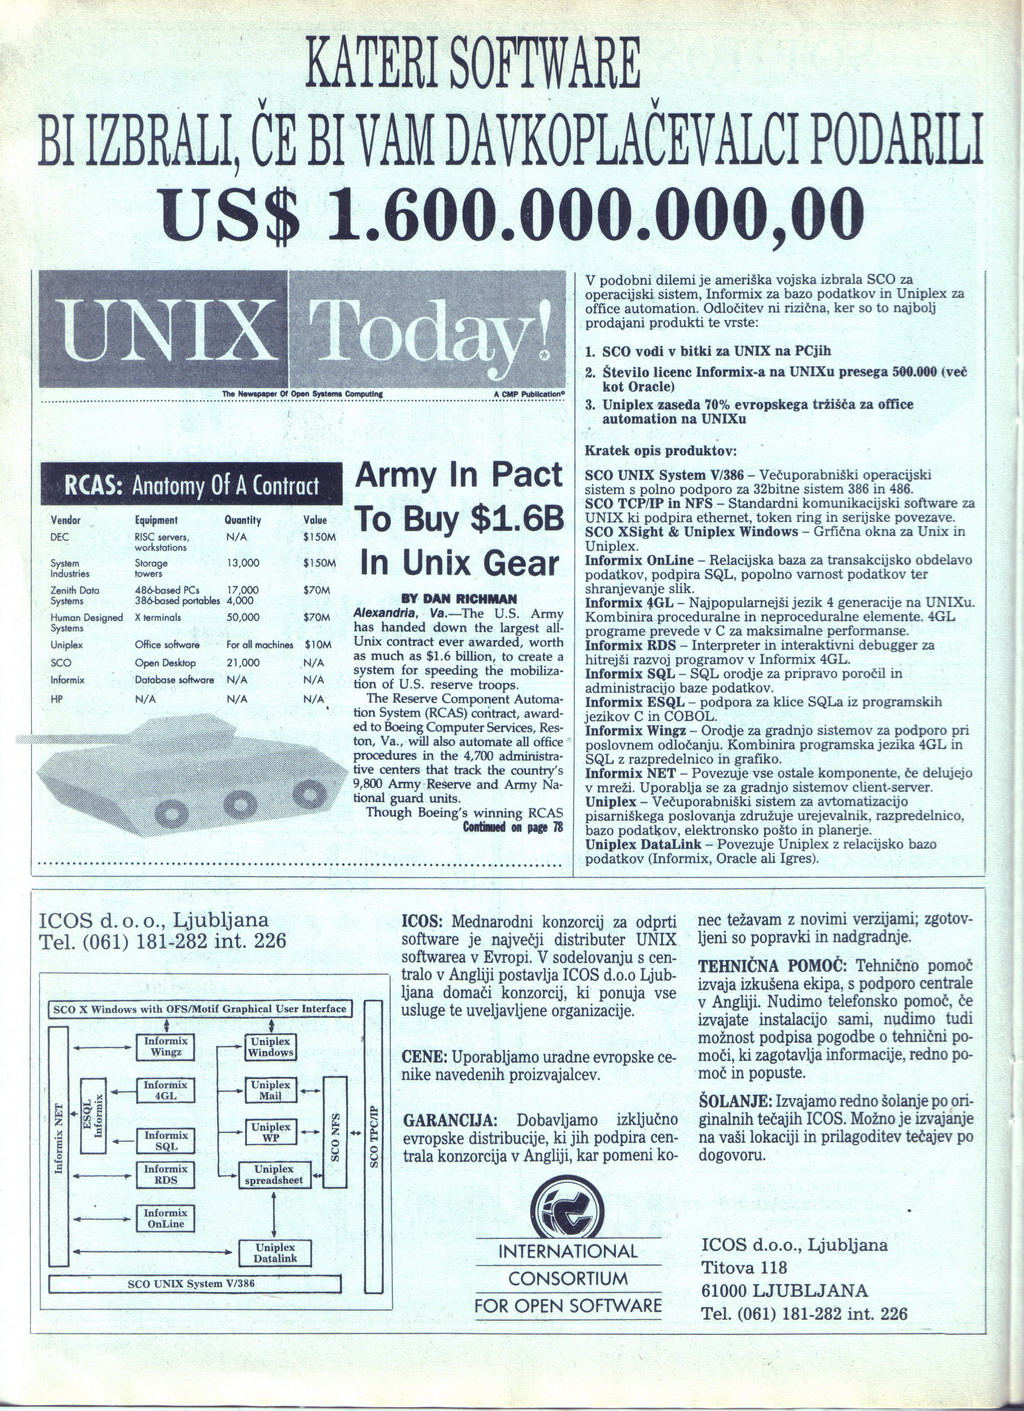 KATERI SOFTWARE
BI IZBRALI, ČE BI VAM DAVKOPLAČEVALCI PODARILI
US$ 1.600.000.000,00
UNIX Today!
The Newspaper Of Open Systems Computing A CMP Publication®
RCAS: Anatomy Of A Contract
Vendor Equipment Quantity Value
DEC RISC servers, N/A $150M
workstations
System Storage 13,000 $150M
Industries towers
Zenith Data 486-based PCs 17,000 $70M
Systems 386-based portables 4,000
Human Designed X terminals 50,000 $70M
Systems
Uniplex Office software For all machines $10M
SCO Open Desktop 21,000 N/A
Informix Database software N/A N/A
HP N/A N/A N/A
Army In Pact
To Buy $1.6B
In Unix Gear
BY DAN RICHMAN
Alexandria, Va.—The U.S. Army
has handed down the largest all-
Unix contract ever awarded, worth
as much as $1.6 billion, to create a
system for speeding the mobiliza-
tion of U.S. reserve troops.
The Reserve Component Automa-
tion System (RCAS) contract, award-
ed to Boeing Computer Services, Res-
ton, Va., will also automate all office
procedures in the 4,700 administra-
tive centers that track the country's
9,800 Army Reserve and Army Na-
tional guard units.
Though Boeing's winning RCAS
Continued on page 78
V podobni dilemi je ameriška vojska izbrala SCO za
operacijski sistem, Informix za bazo podatkov in Uniplex za
office automation. Odločitev ni rizična, ker so to najbolj
prodajani produkti te vrste:
1. SCO vodi v bitki za UNIX na PCjih
2. Število licenc Informix-a na UNIXu presega 500.000 (več
kot Oracle)
3. Uniplex zaseda 70% evropskega tržišča za office
automation na UNIXu
Kratek opis produktov:
SCO UNIX System V/386 – Večuporabniški operacijski
sistem s polno podporo za 32bitne sistem 386 in 486.
SCO TCP/IP in NFS – Standardni komunikacijski software za
UNIX ki podpira ethernet, token ring in serijske povezave.
SCO XSight & Uniplex Windows – Grfična okna za Unix in
Uniplex.
Informix OnLine – Relacijska baza za transakcijsko obdelavo
podatkov, podpira SQL, popolno varnost podatkov ter
shranjevanje slik.
Informix 4GL – Najpopularnejši jezik 4 generacije na UNIXu.
Kombinira proceduralne in neproceduralne elemente. 4GL
programe prevede v C za maksimalne performanse.
Informix RDS – Interpreter in interaktivni debugger za
hitrejši razvoj programov v Informix 4GL.
Informix SQL – SQL orodje za pripravo poročil in
administracijo baze podatkov.
Informix ESQL – podpora za klice SQLa iz programskih
jezikov C in COBOL.
Informix Wingz – Orodje za gradnjo sistemov za podporo pri
poslovnem odločanju. Kombinira programska jezika 4GL in
SQL z razpredelnico in grafiko.
Informix NET – Povezuje vse ostale komponente, če delujejo
v mreži. Uporablja se za gradnjo sistemov client-server.
Uniplex – Večuporabniški sistem za avtomatizacijo
pisarniškega poslovanja združuje urejevalnik, razpredelnico,
bazo podatkov, elektronsko pošto in planerje.
Uniplex DataLink – Povezuje Uniplex z relacijsko bazo
podatkov (Informix, Oracle ali Igres).
ICOS d.o.o., Ljubljana
Tel. (061) 181-282 int. 226
SCO X Windows with OFS/Motif Graphical User Interface
Informix
Wingz
Uniplex
Windows
Informix
4GL
Uniplex
Mail
Informix
SQL
Uniplex
WP
Informix
RDS
Uniplex
spreadsheet
Informix
OnLine
Uniplex
Datalink
Informix NET
ESQL
Informix
SCO NFS
SCO TPC/IP
SCO UNIX System V/386
ICOS: Mednarodni konzorcij za odprti
software je največji distributer UNIX
softwarea v Evropi. V sodelovanju s cen-
tralo v Angliji postavlja ICOS d.o.o Ljub-
ljana domači konzorcij, ki ponuja vse
usluge te uveljavljene organizacije.
CENE: Uporabljamo uradne evropske ce-
nike navedenih proizvajalcev.
GARANCIJA: Dobavljamo izključno
evropske distribucije, ki jih podpira cen-
trala konzorcija v Angliji, kar pomeni ko-
nec težavam z novimi verzijami; zgotov-
ljeni so popravki in nadgradnje.
TEHNIČNA POMOČ: Tehnično pomoč
izvaja izkušena ekipa, s podporo centrale
v Angliji. Nudimo telefonsko pomoč, če
izvajate instalacijo sami, nudimo tudi
možnost podpisa pogodbe o tehnični po-
moči, ki zagotavlja informacije, redno po-
moč in popuste.
ŠOLANJE: Izvajamo redno šolanje po ori-
ginalnih tečajih ICOS. Možno je izvajanje
na vaši lokaciji in prilagoditev tečajev po
dogovoru.
INTERNATIONAL
CONSORTIUM
FOR OPEN SOFTWARE
ICOS d.o.o., Ljubljana
Titova 118
61000 LJUBLJANA
Tel. (061) 181-282 int. 226